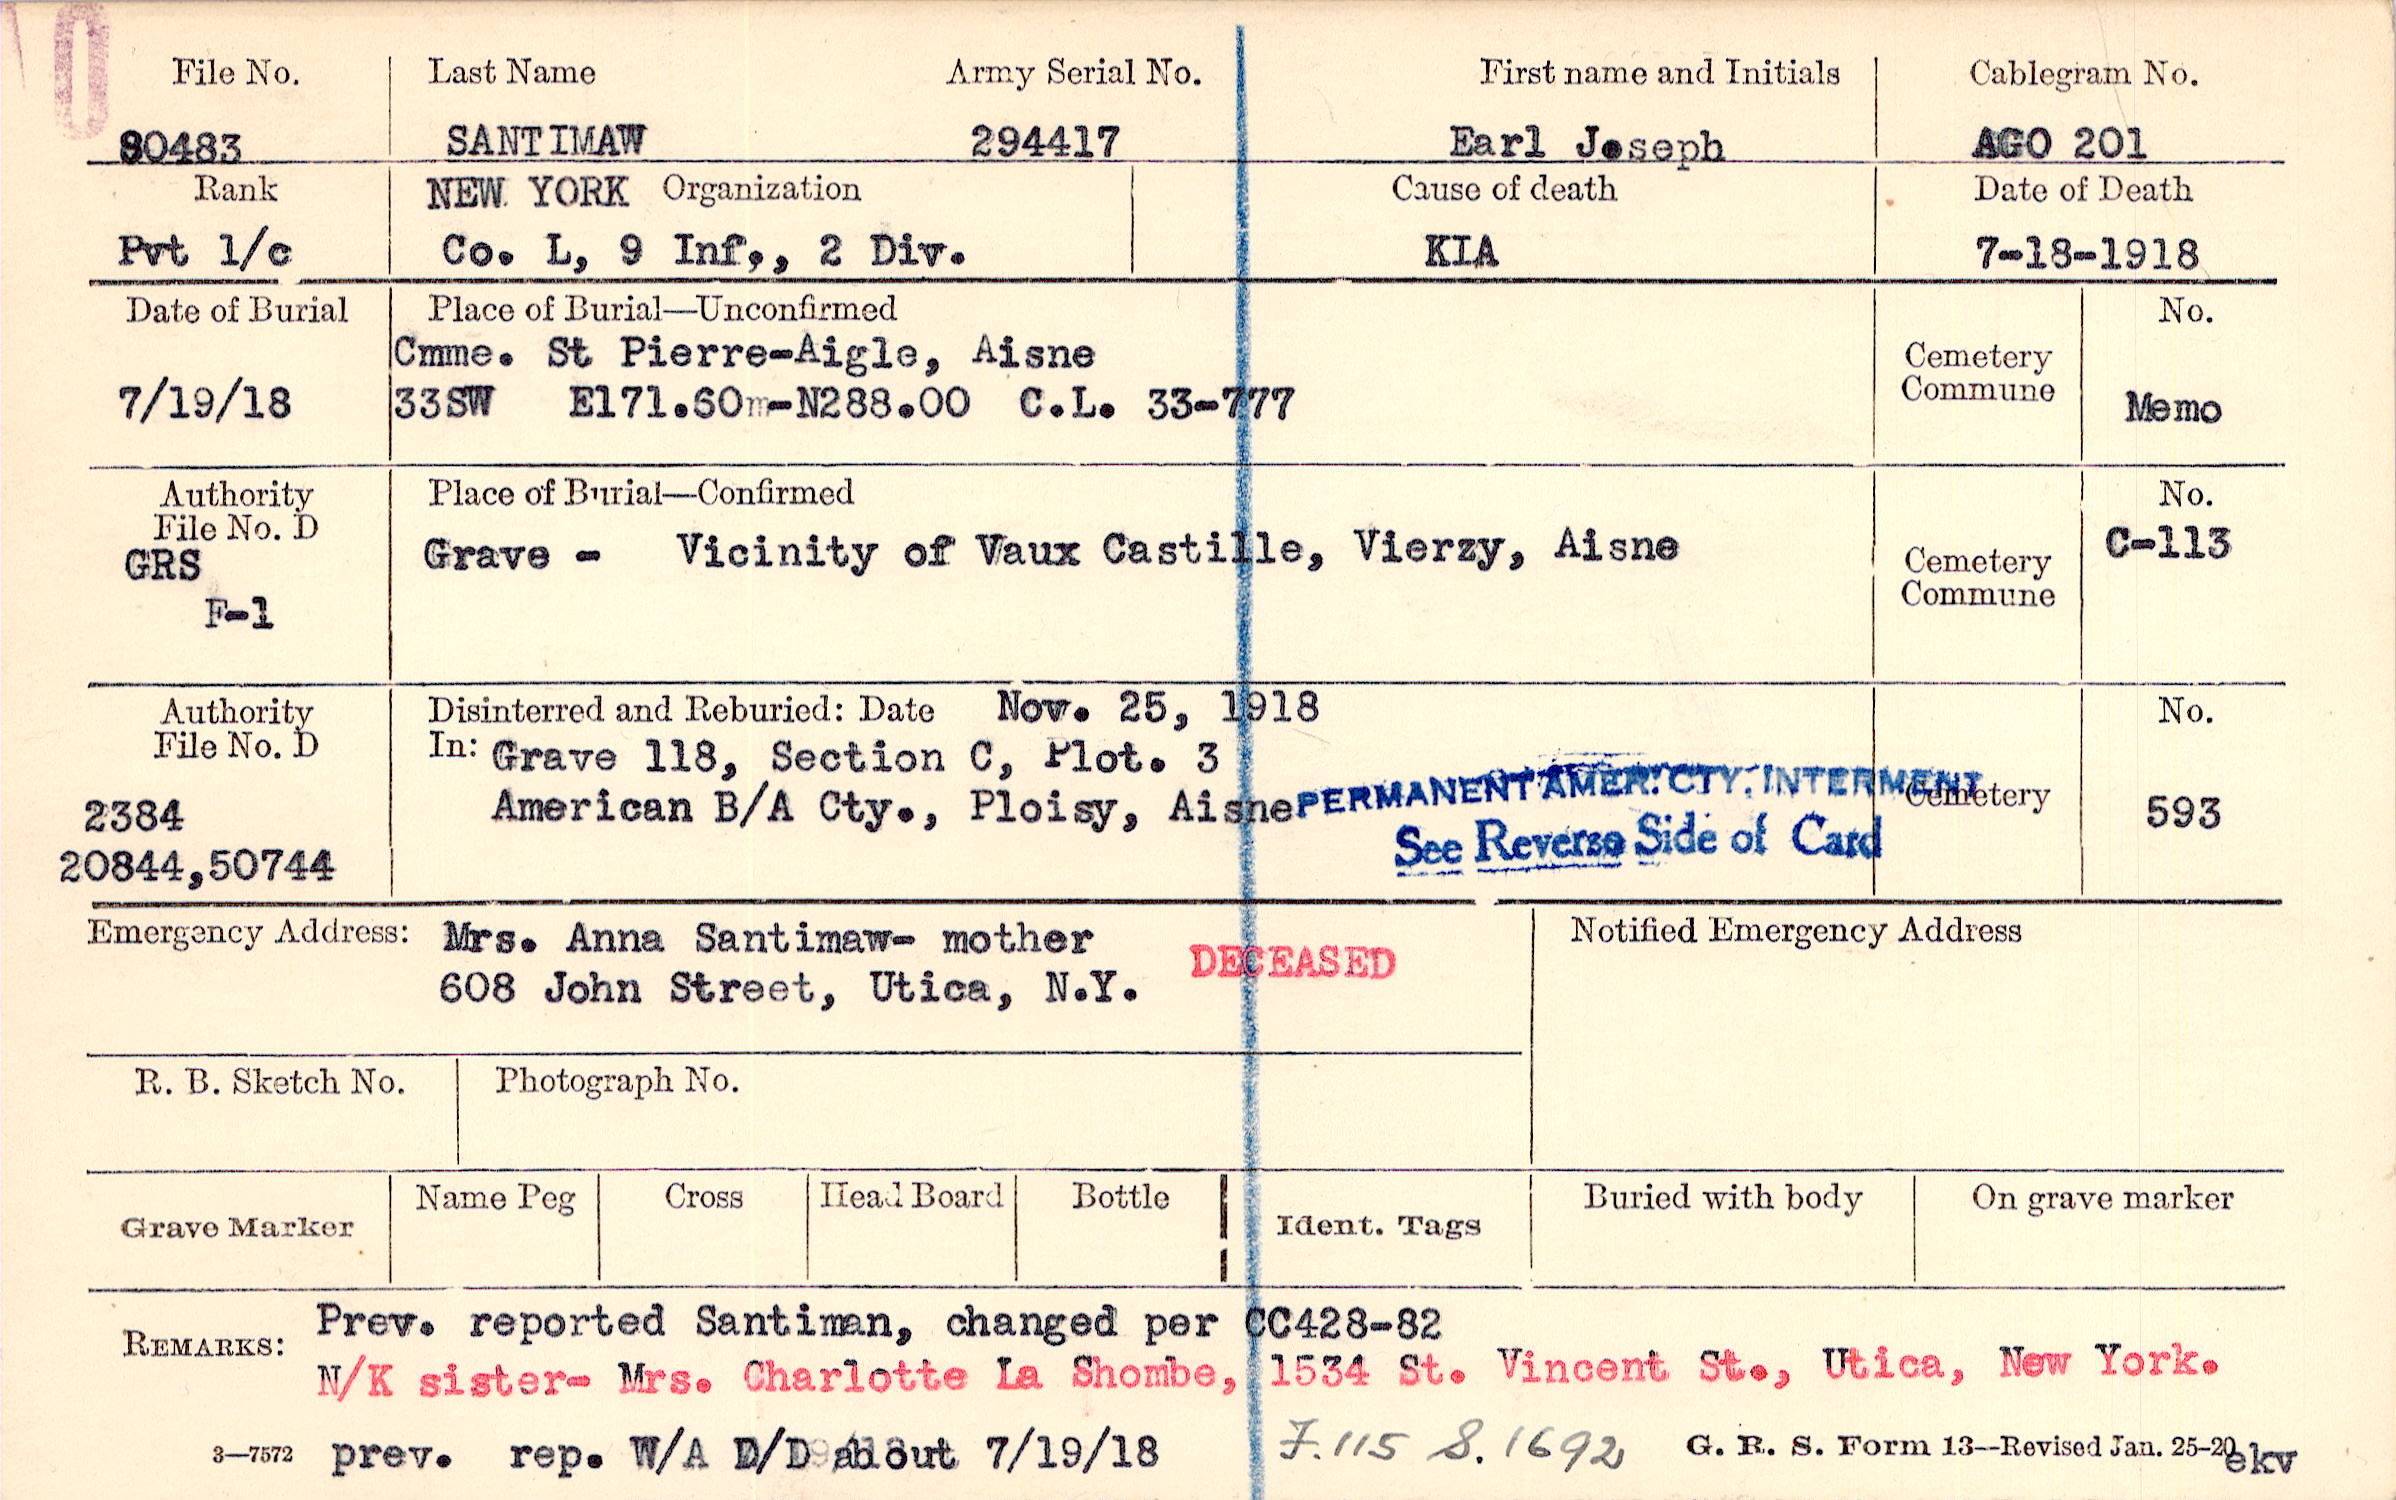 0
File No. Last Name Army Serial No. First name and Initials Cablegram No.
80483 SANTIMAW 294417 Earl Joseph AGO 201
Rank NEW YORK Organization Cause of death Date of Death
Pvt 1/c Co. L, 9 Inf,, 2 Div. KIA 7-18-1918
Date of Burial Place of Burial—Unconfirmed No.
Cmme. St Pierre-Aigle, Aisne Cemetery
Commune
7/19/18 33SW E171.60m-N288.00 C.L. 33-777 Memo
Authority Place of Burial—Confirmed No.
File No. D
GRS Grave - Vicinity of Vaux Castille, Vierzy, Aisne Cemetery C-113
Commune
F-1
Authority Disinterred and Reburied: Date Nov. 25, 1918 No.
File No. D In: Grave 118, Section C, Plot. 3
2384 American B/A Cty., Ploisy, Aisne PERMANENT AMER. CTY. INTERMENT Cemetery 593
20844,50744 See Reverse Side of Card
Emergency Address: Mrs. Anna Santimaw- mother DECEASED Notified Emergency Address
608 John Street, Utica, N.Y.
R. B. Sketch No. Photograph No.
Grave Marker Name Peg Cross Head Board Bottle Ident. Tags Buried with body On grave marker
REMARKS: Prev. reported Santiman, changed per CC428-82
N/K sister- Mrs. Charlotte La Shombe, 1534 St. Vincent St., Utica, New York.
3—7572 prev. rep. W/A D/D about 7/19/18 F.115 S.1692 G. R. S. Form 13--Revised Jan. 25-20 ekv